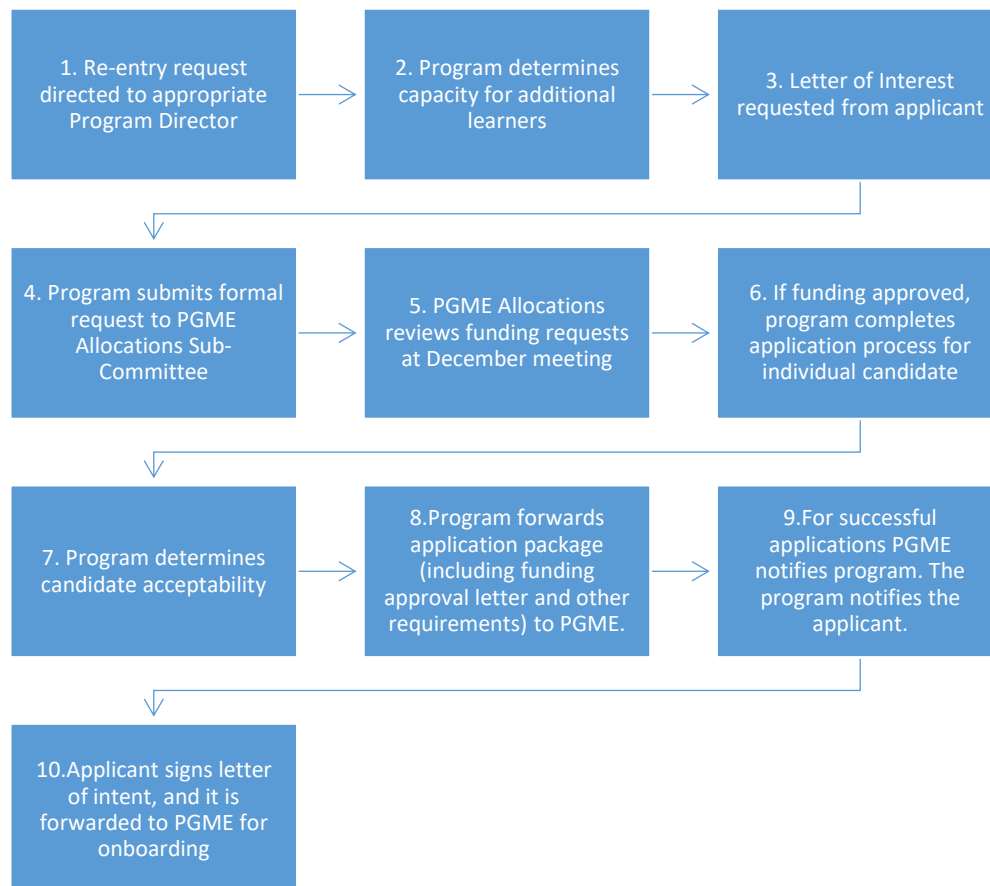 1. Re-entry request
directed to appropriate
Program Director
2. Program determines
capacity for additional
learners
3. Letter of Interest
requested from applicant
4. Program submits formal
request to PGME
Allocations Sub-
Committee
5. PGME Allocations
reviews funding requests
at December meeting
6. If funding approved,
program completes
application process for
individual candidate
7. Program determines
candidate acceptability
8.Program forwards
application package
(including funding
approval letter and other
requirements) to PGME.
9.For successful
applications PGME
notifies program. The
program notifies the
applicant.
10.Applicant signs letter
of intent, and it is
forwarded to PGME for
onboarding